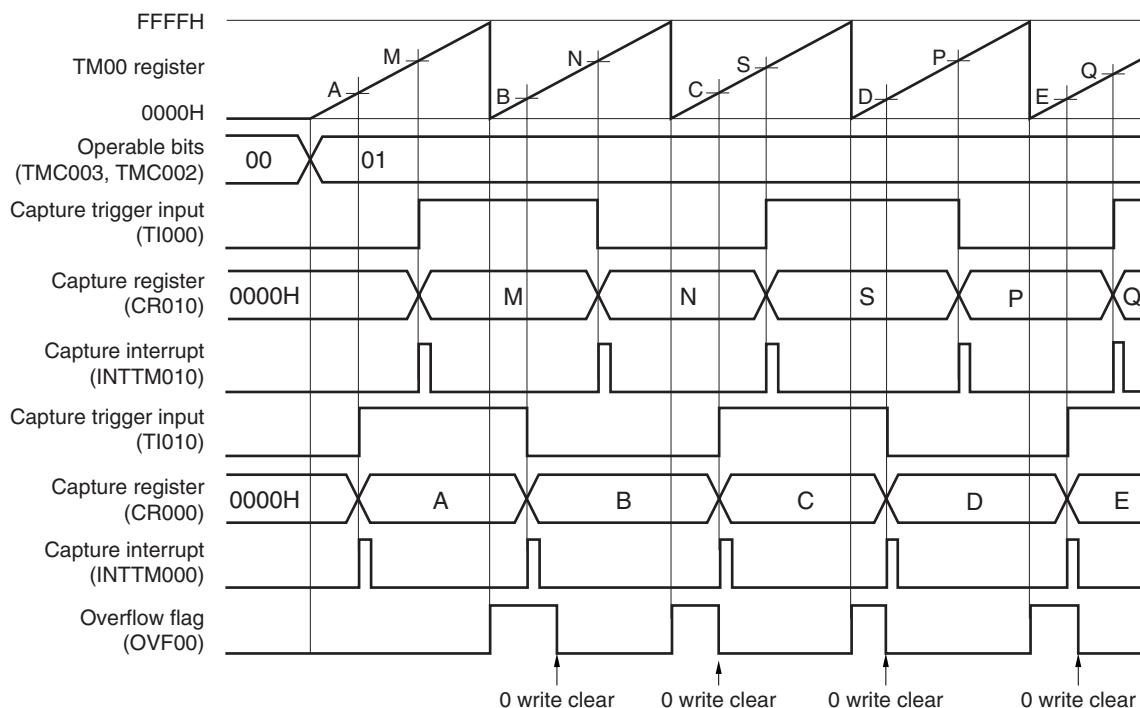 FFFFH
TM00 register
0000H
A M B N C S D P E Q
Operable bits
(TMC003, TMC002)
00 01
Capture trigger input
(TI000)
Capture register
(CR010)
0000H M N S P Q
Capture interrupt
(INTTM010)
Capture trigger input
(TI010)
Capture register
(CR000)
0000H A B C D E
Capture interrupt
(INTTM000)
Overflow flag
(OVF00)
0 write clear 0 write clear 0 write clear 0 write clear